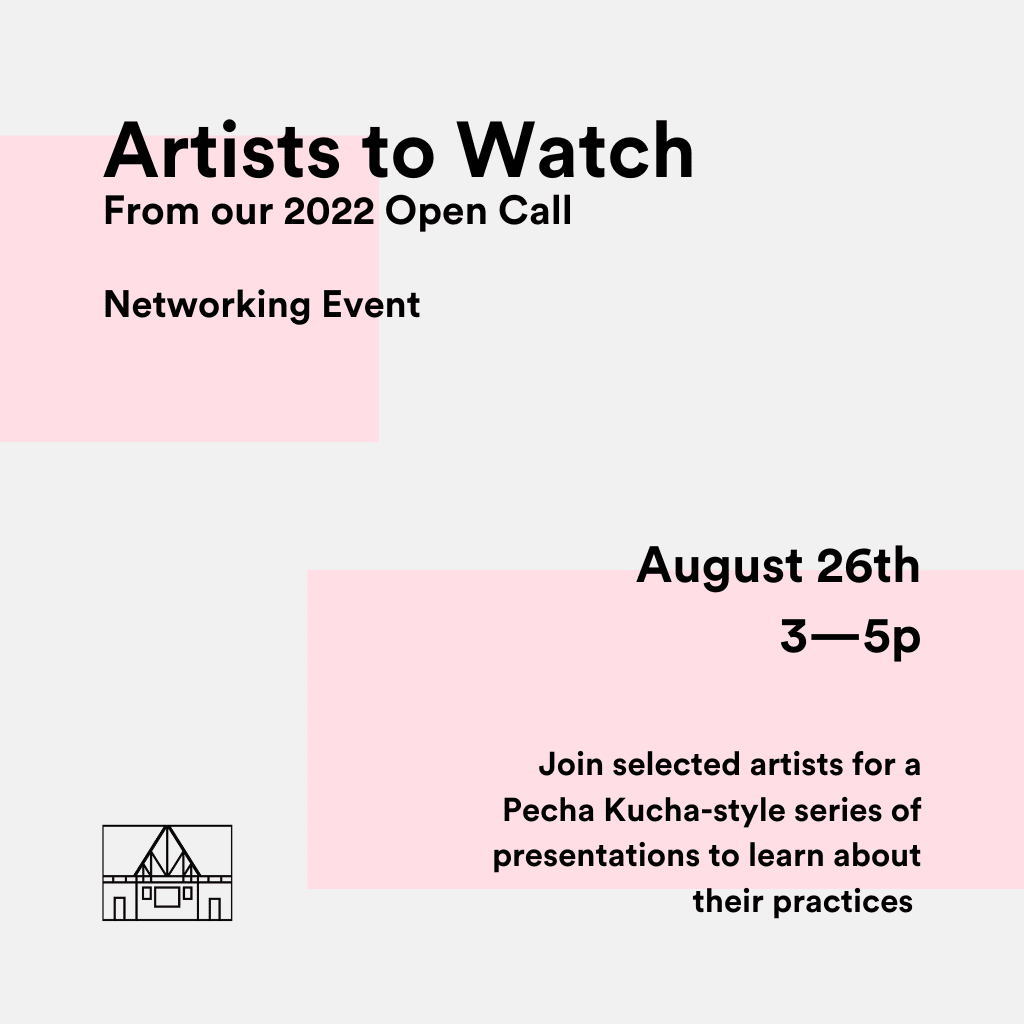 Artists to Watch
From our 2022 Open Call
Networking Event
August 26th
3—5p
Join selected artists for a
Pecha Kucha-style series of
presentations to learn about
their practices